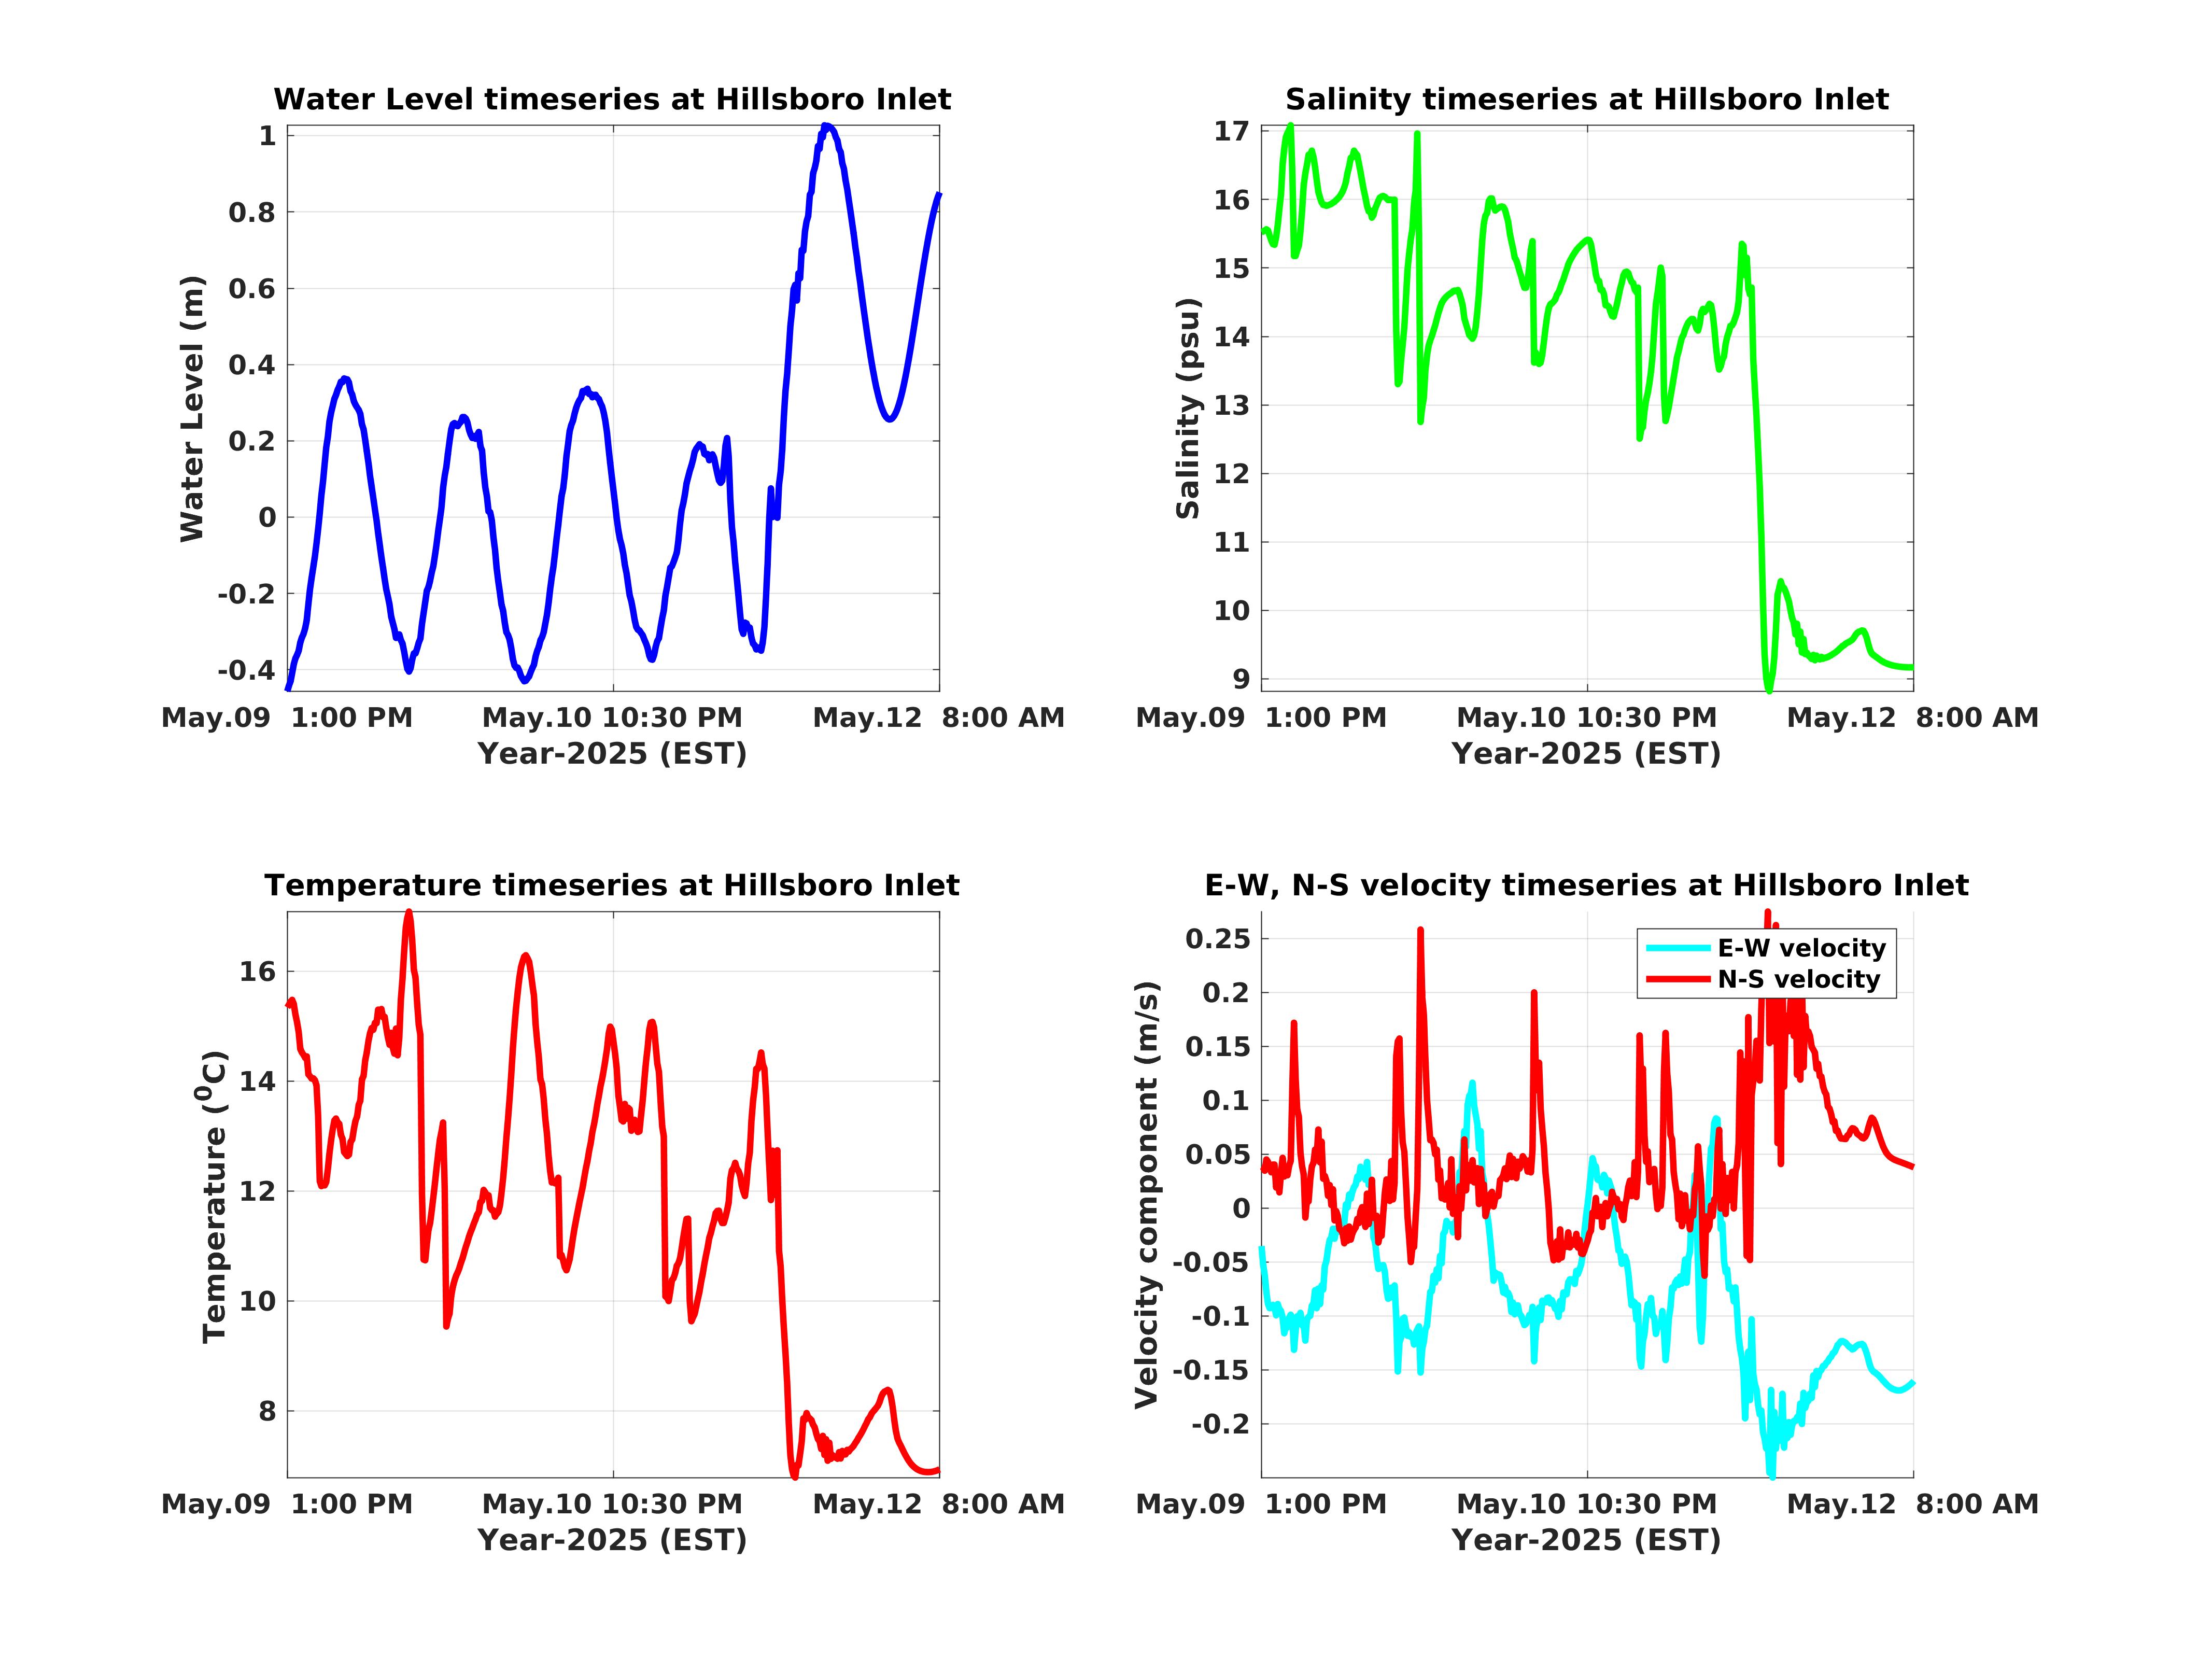 Water Level timeseries at Hillsboro Inlet
1
0.8
0.6
0.4
0.2
0
-0.2
-0.4
Water Level (m)
May.09 1:00 PM
May.10 10:30 PM
May.12 8:00 AM
Year-2025 (EST)
Salinity timeseries at Hillsboro Inlet
17
16
15
14
13
12
11
10
9
Salinity (psu)
May.09 1:00 PM
May.10 10:30 PM
May.12 8:00 AM
Year-2025 (EST)
Temperature timeseries at Hillsboro Inlet
16
14
12
10
8
Temperature (⁰C)
May.09 1:00 PM
May.10 10:30 PM
May.12 8:00 AM
Year-2025 (EST)
E-W, N-S velocity timeseries at Hillsboro Inlet
0.25
0.2
0.15
0.1
0.05
0
-0.05
-0.1
-0.15
-0.2
Velocity component (m/s)
E-W velocity
N-S velocity
May.09 1:00 PM
May.10 10:30 PM
May.12 8:00 AM
Year-2025 (EST)